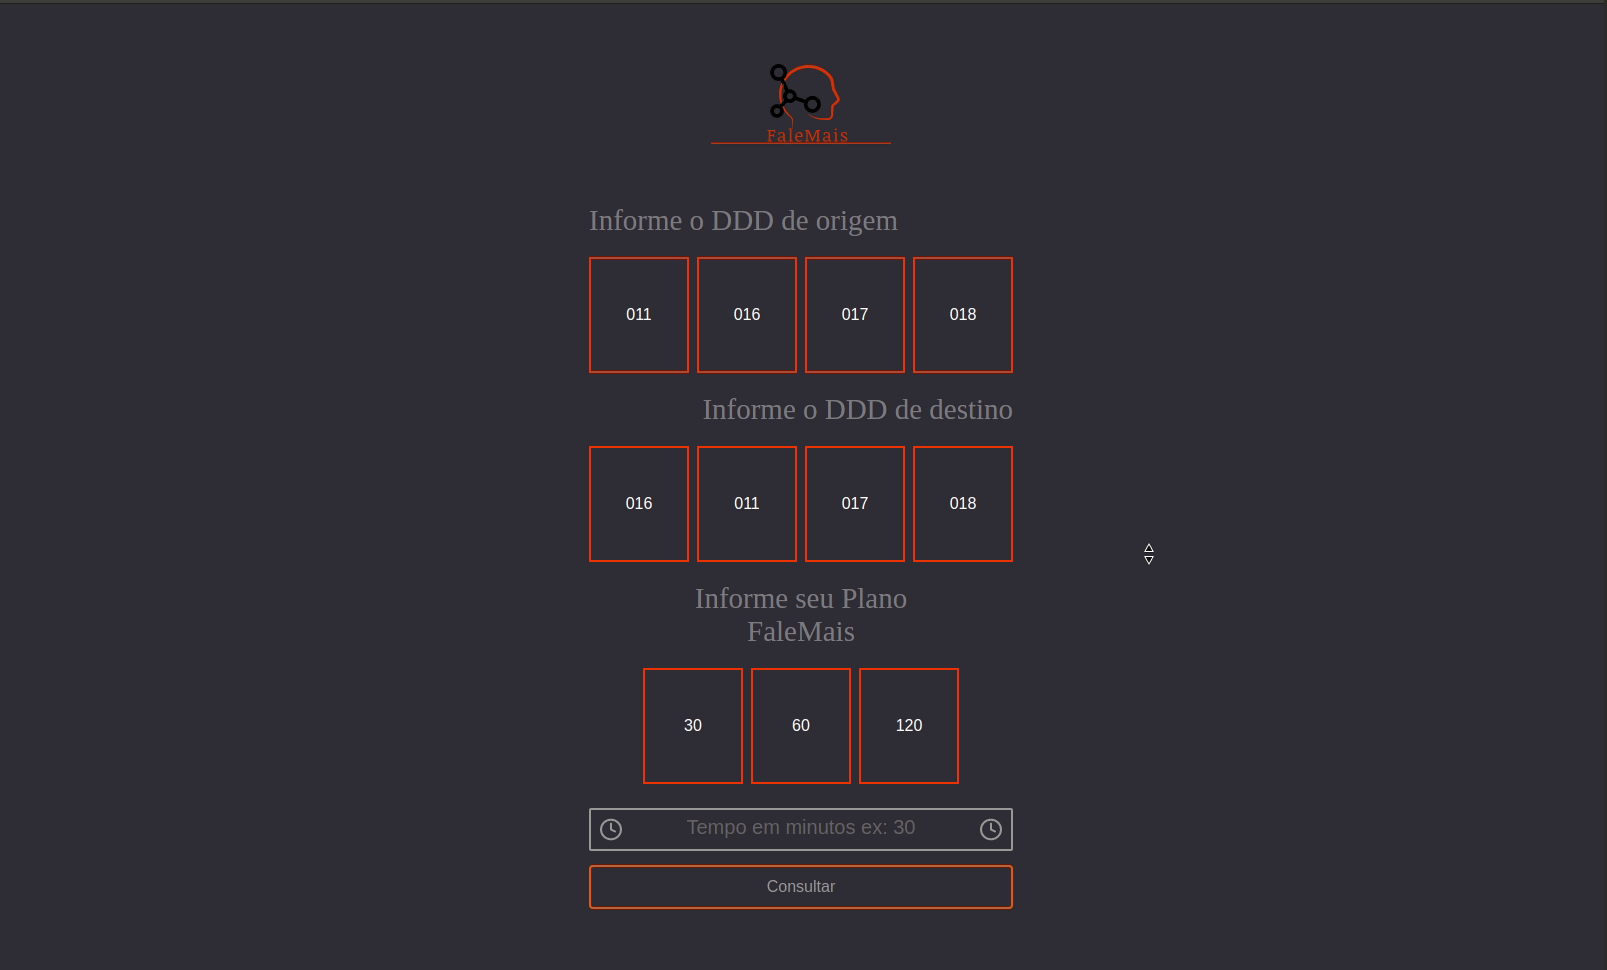 FaleMais
Informe o DDD de origem
011 016 017 018
Informe o DDD de destino
016 011 017 018
Informe seu Plano
FaleMais
30 60 120
Tempo em minutos ex: 30
Consultar